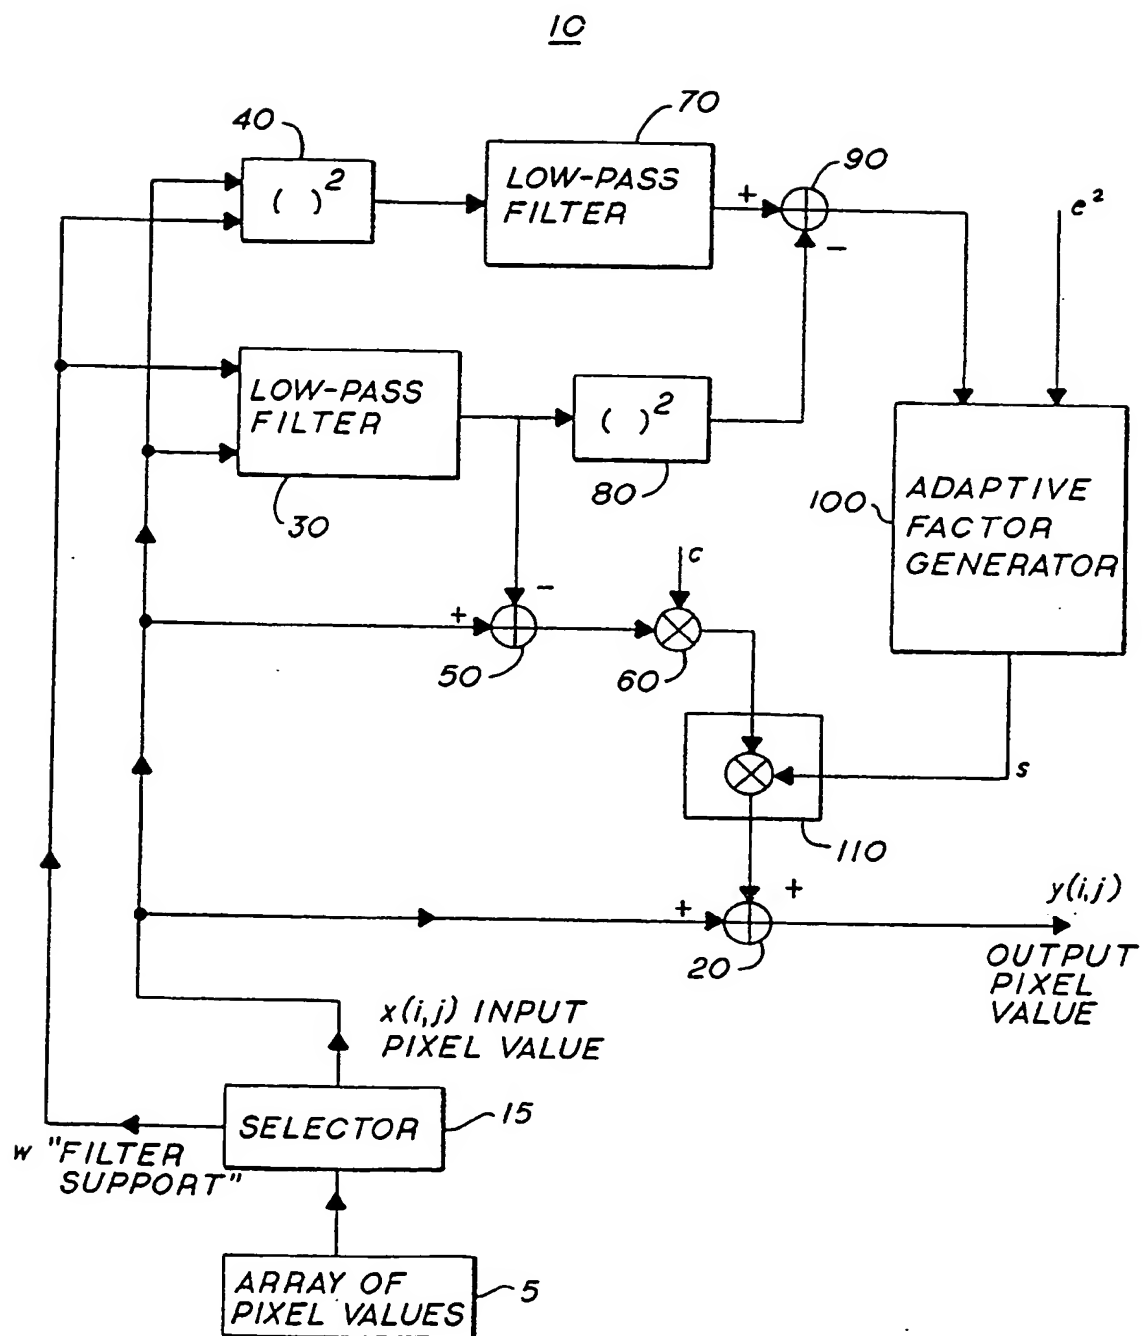 10
40
( )²
70
LOW-PASS
FILTER
90
+
-
e²
LOW-PASS
FILTER
30
( )²
80
100
ADAPTIVE
FACTOR
GENERATOR
-
+
50
c
60
s
110
+
+
20
y(i,j)
OUTPUT
PIXEL
VALUE
x(i,j) INPUT
PIXEL VALUE
SELECTOR
15
w "FILTER
SUPPORT"
ARRAY OF
PIXEL VALUES
5